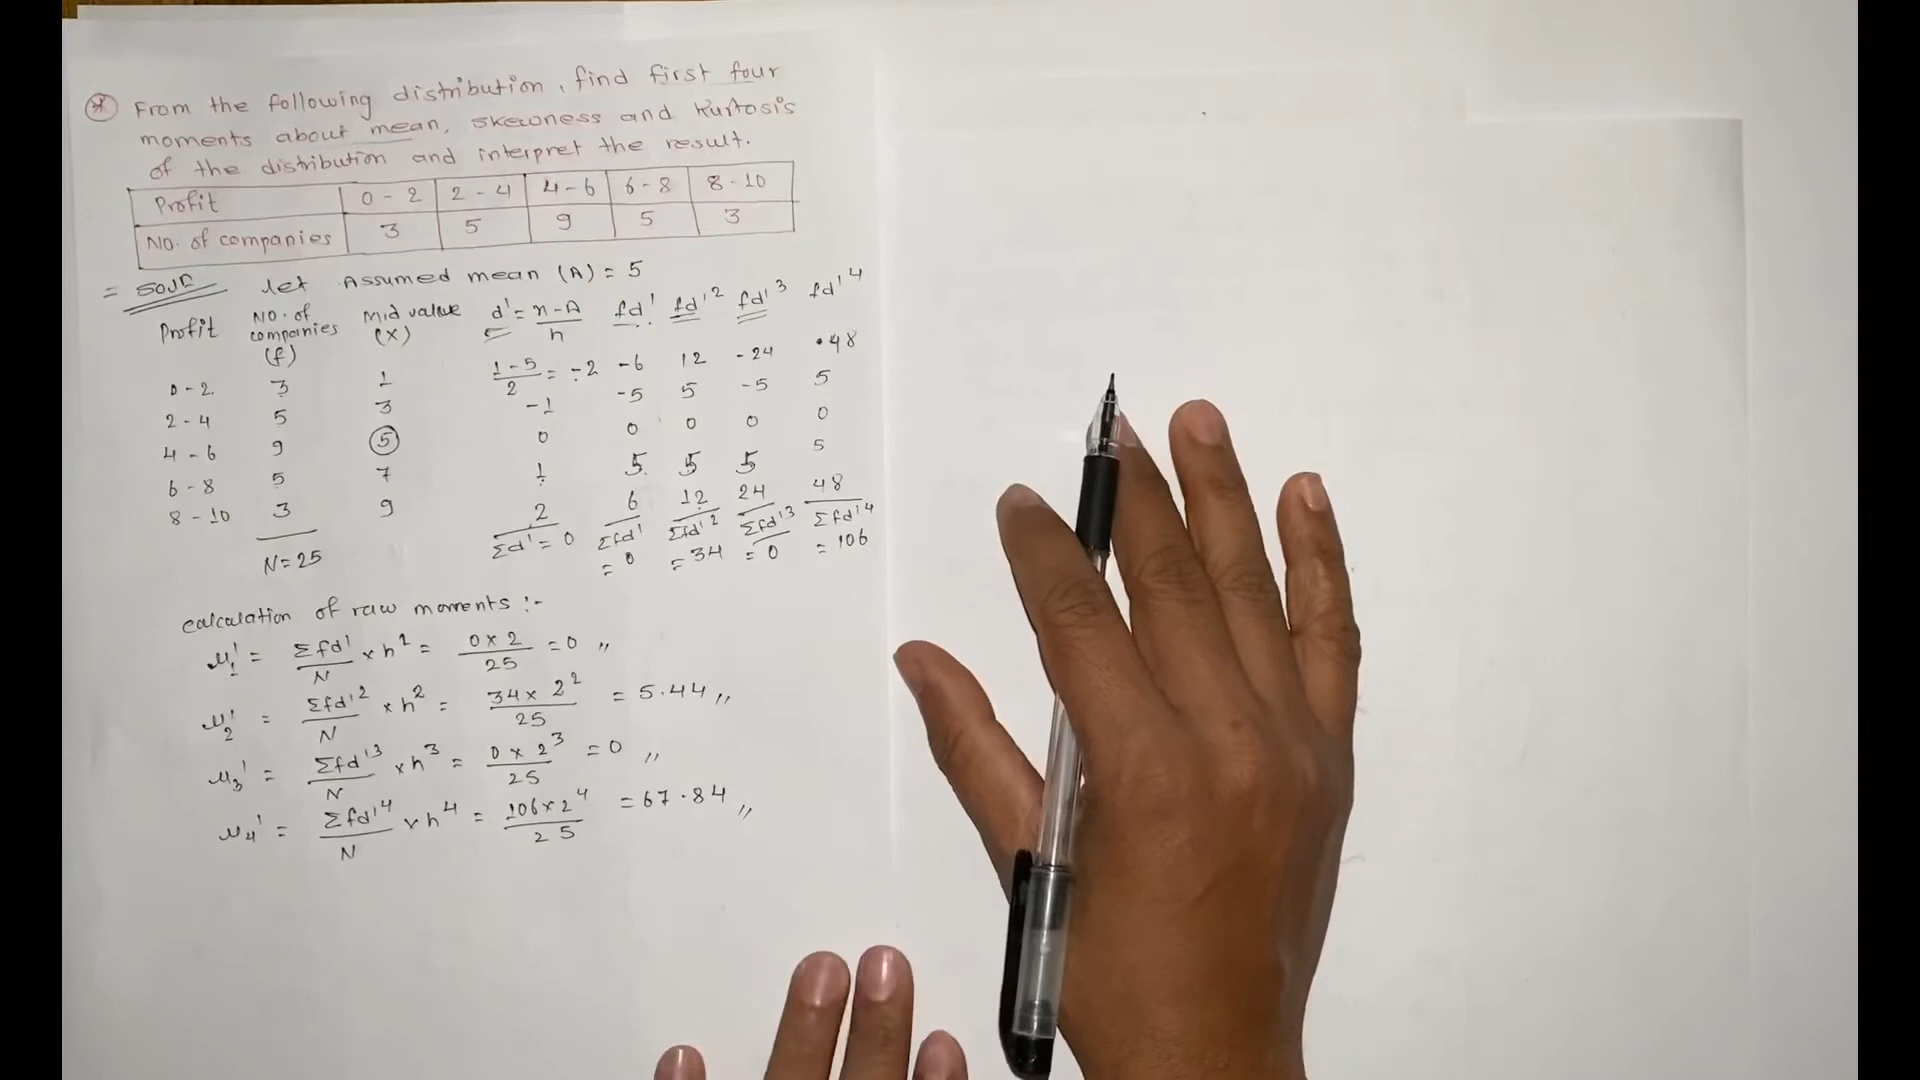 * From the following distribution, find first four
moments about mean, skewness and Kurtosis
of the distribution and interpret the result.
Profit 0-2 2-4 4-6 6-8 8-10
NO. of companies 3 5 9 5 3
= Solⁿ Let Assumed mean (A) = 5
Profit NO. of companies (f) Mid value (X) d' = x-A/h fd' fd'² fd'³ fd'⁴
0-2 3 1 1-5/2 = -2 -6 12 -24 48
2-4 5 3 -1 -5 5 -5 5
4-6 9 5 0 0 0 0 0
6-8 5 7 1 5 5 5 5
8-10 3 9 2 6 12 24 48
N=25 Σd'=0 Σfd'=0 Σfd'²=34 Σfd'³=0 Σfd'⁴=106
calculation of raw moments :-
μ₁' = Σfd'/N × h¹ = 0×2/25 = 0 ,,
μ₂' = Σfd'²/N × h² = 34×2²/25 = 5.44 ,,
μ₃' = Σfd'³/N × h³ = 0×2³/25 = 0 ,,
μ₄' = Σfd'⁴/N × h⁴ = 106×2⁴/25 = 67.84 ,,